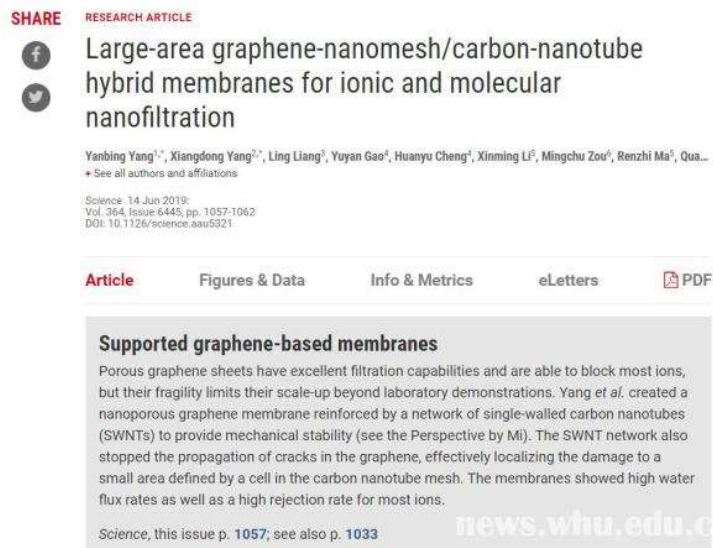 SHARE
RESEARCH ARTICLE
Large-area graphene-nanomesh/carbon-nanotube
hybrid membranes for ionic and molecular
nanofiltration
Yanbing Yang1,*, Xiangdong Yang2,*, Ling Liang3, Yuyan Gao4, Huanyu Cheng4, Xinming Li5, Mingchu Zou6, Renzhi Ma5, Qua...
+ See all authors and affiliations
Science 14 Jun 2019:
Vol. 364, Issue 6445, pp. 1057-1062
DOI: 10.1126/science.aau5321
Article Figures & Data Info & Metrics eLetters PDF
Supported graphene-based membranes
Porous graphene sheets have excellent filtration capabilities and are able to block most ions,
but their fragility limits their scale-up beyond laboratory demonstrations. Yang et al. created a
nanoporous graphene membrane reinforced by a network of single-walled carbon nanotubes
(SWNTs) to provide mechanical stability (see the Perspective by Mi). The SWNT network also
stopped the propagation of cracks in the graphene, effectively localizing the damage to a
small area defined by a cell in the carbon nanotube mesh. The membranes showed high water
flux rates as well as a high rejection rate for most ions.
Science, this issue p. 1057; see also p. 1033
news.whu.edu.c